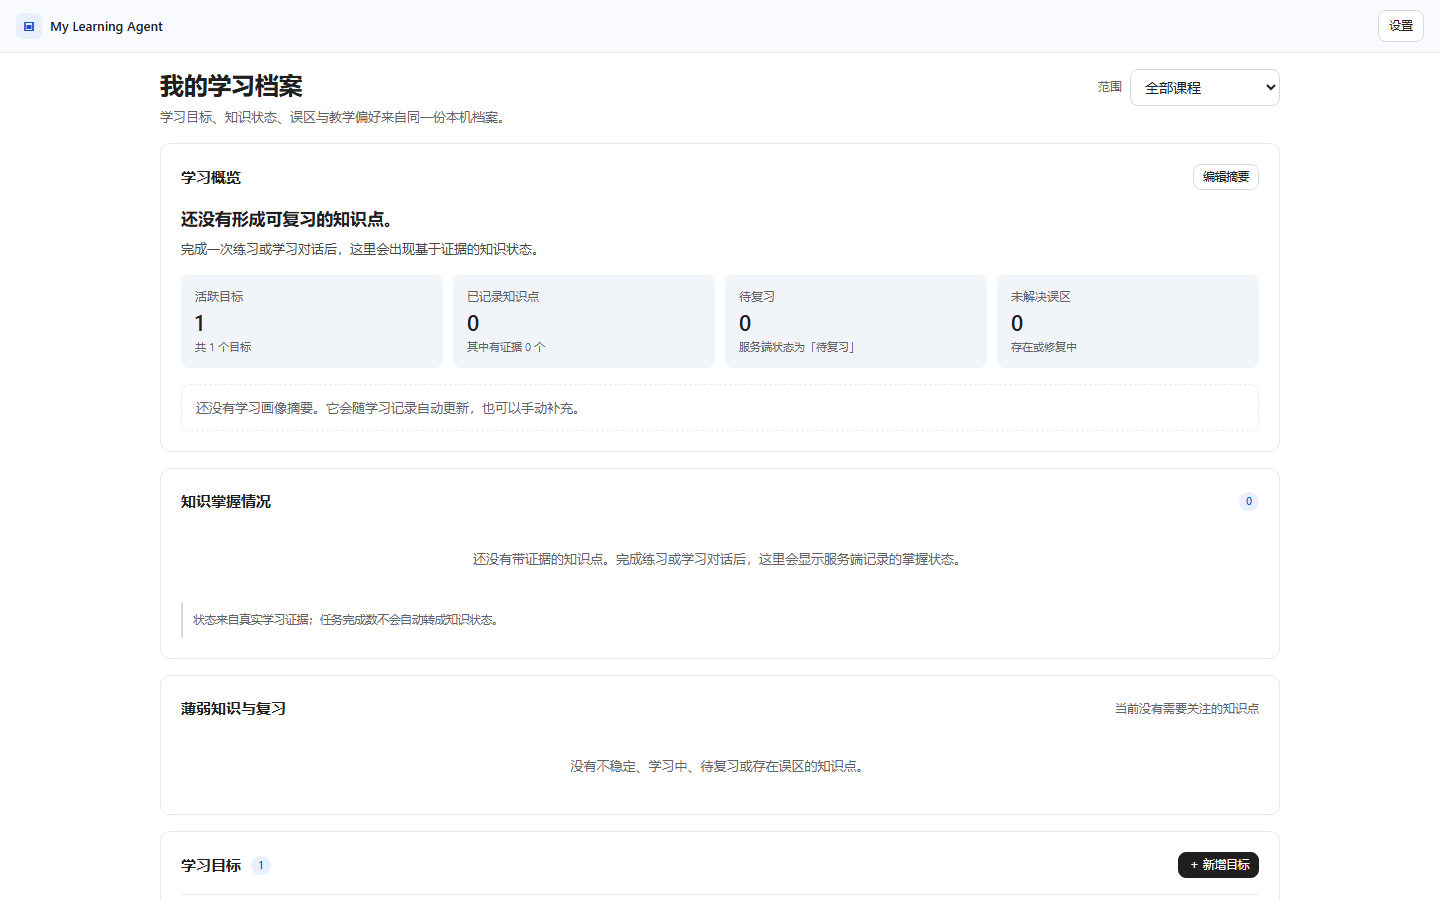 My Learning Agent
设置
我的学习档案
范围
全部课程
学习目标、知识状态、误区与教学偏好来自同一份本机档案。
学习概览
编辑摘要
还没有形成可复习的知识点。
完成一次练习或学习对话后，这里会出现基于证据的知识状态。
活跃目标
1
共 1 个目标
已记录知识点
0
其中有证据 0 个
待复习
0
服务端状态为「待复习」
未解决误区
0
存在或修复中
还没有学习画像摘要。它会随学习记录自动更新，也可以手动补充。
知识掌握情况
0
还没有带证据的知识点。完成练习或学习对话后，这里会显示服务端记录的掌握状态。
状态来自真实学习证据；任务完成数不会自动转成知识状态。
薄弱知识与复习
当前没有需要关注的知识点
没有不稳定、学习中、待复习或存在误区的知识点。
学习目标
1
+ 新增目标